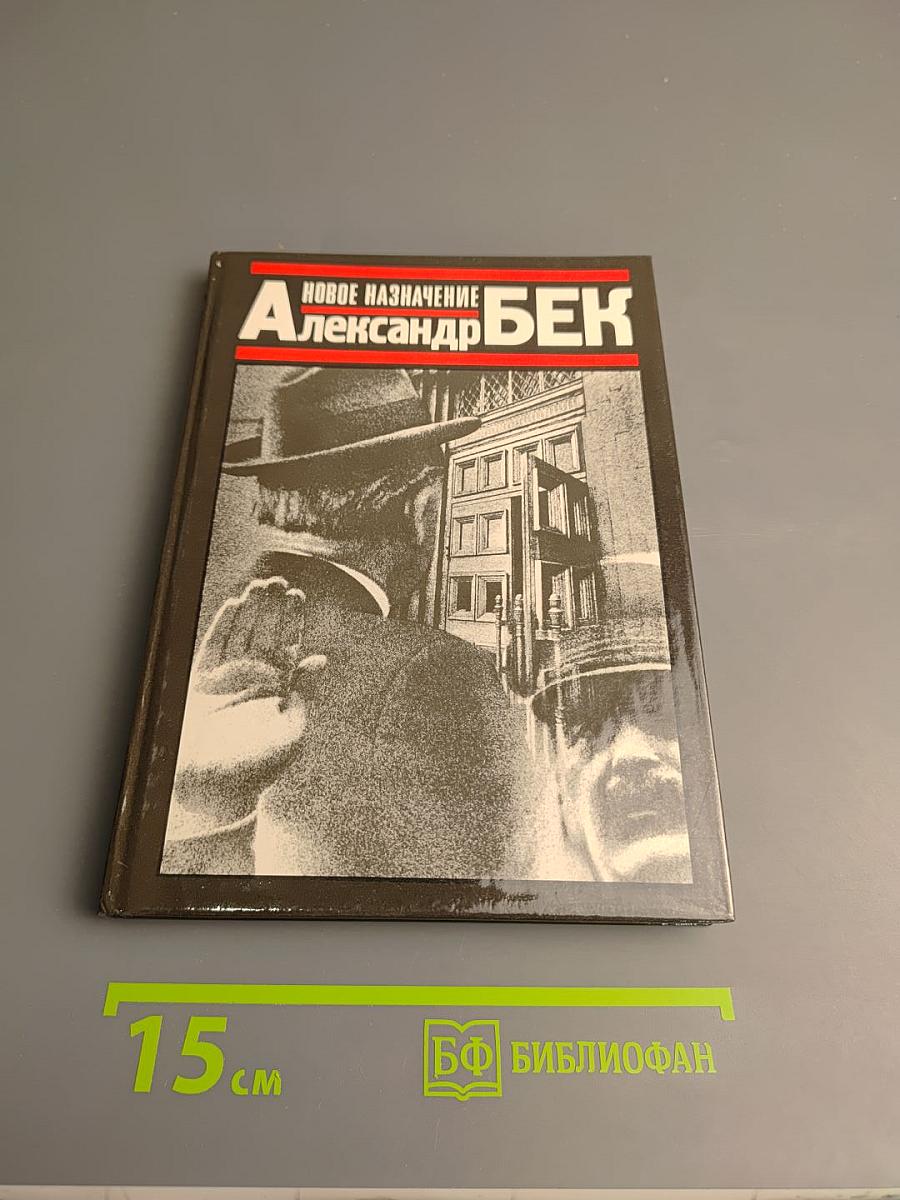 НОВОЕ НАЗНАЧЕНИЕ
Александр БЕК
15 см
БФ БИБЛИОФАН